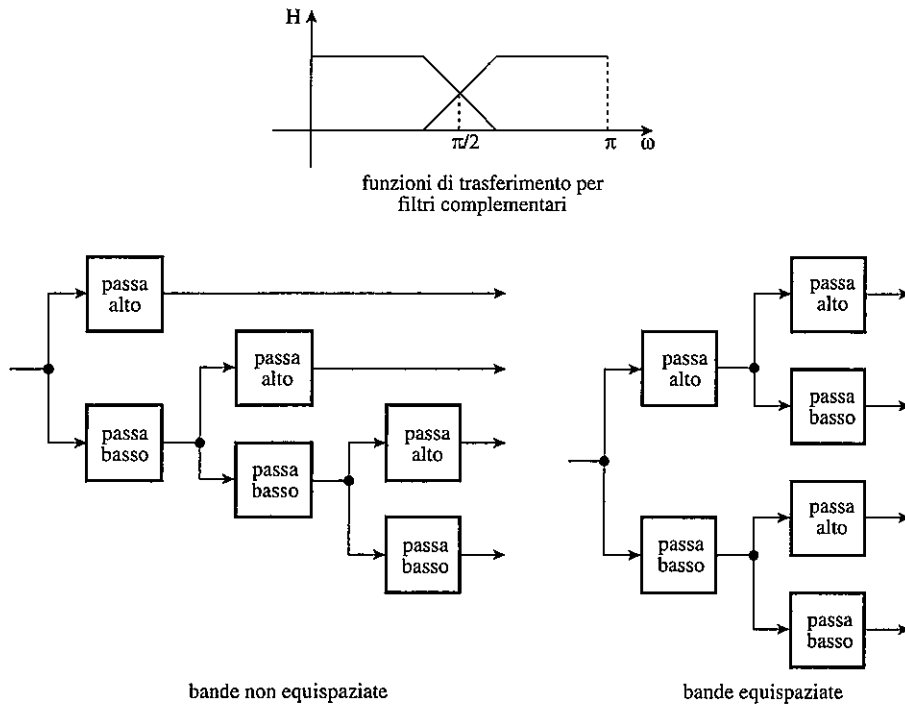 H
π/2
π
ω
funzioni di trasferimento per
filtri complementari
passa
alto
passa
basso
passa
alto
passa
basso
passa
alto
passa
basso
bande non equispaziate
passa
alto
passa
basso
passa
alto
passa
basso
passa
alto
passa
basso
bande equispaziate